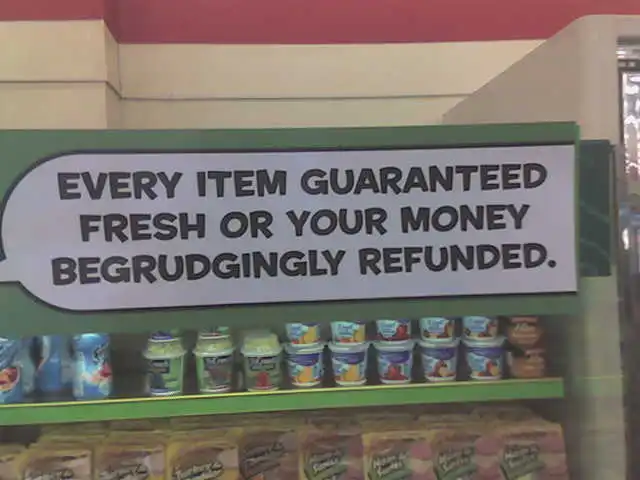 EVERY ITEM GUARANTEED
FRESH OR YOUR MONEY
BEGRUDGINGLY REFUNDED.